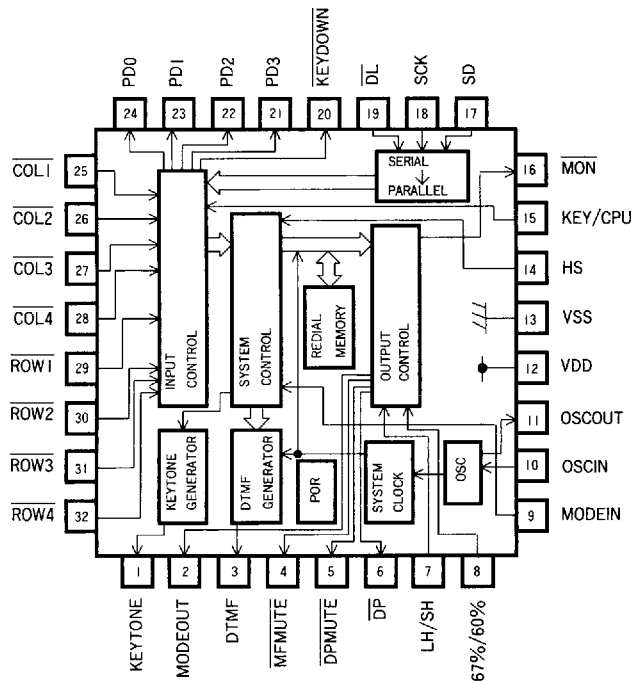 PD0
PD1
PD2
PD3
KEYDOWN
DL
SCK
SD
24
23
22
21
20
19
18
17
COL1
25
COL2
26
COL3
27
COL4
28
ROW1
29
ROW2
30
ROW3
31
ROW4
32
SERIAL
PARALLEL
INPUT
CONTROL
SYSTEM
CONTROL
REDIAL
MEMORY
OUTPUT
CONTROL
KEYTONE
GENERATOR
DTMF
GENERATOR
POR
SYSTEM
CLOCK
OSC
16
MON
15
KEY/CPU
14
HS
13
VSS
12
VDD
11
OSCOUT
10
OSCIN
9
MODEIN
1
2
3
4
5
6
7
8
KEYTONE
MODEOUT
DTMF
MFMUTE
DPMUTE
DP
LH/SH
67%/60%